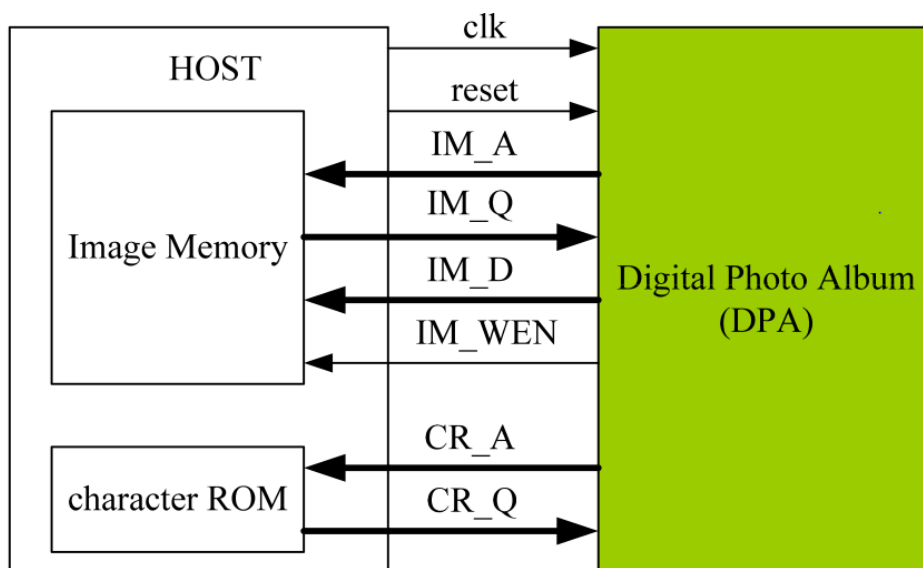 clk
HOST
reset
IM_A
IM_Q
Image Memory
IM_D
Digital Photo Album
(DPA)
IM_WEN
CR_A
character ROM
CR_Q